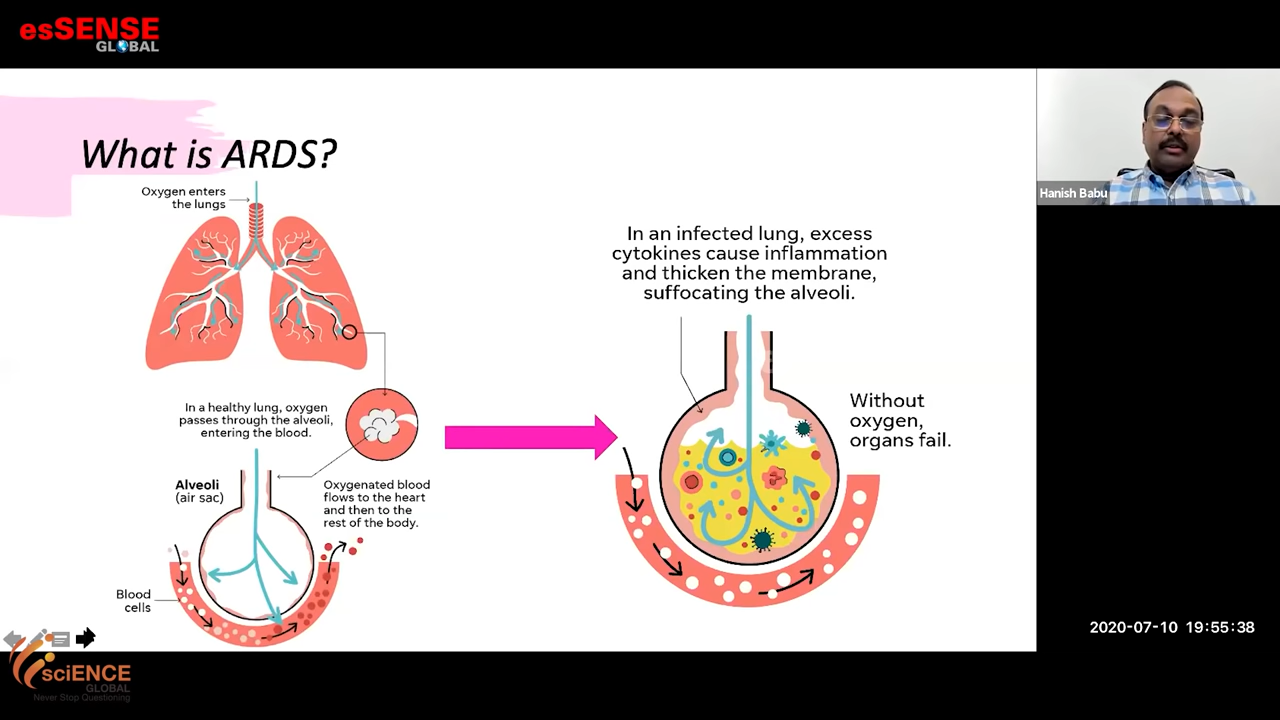 esSENSE
GLOBAL
What is ARDS?
Oxygen enters
the lungs
In a healthy lung, oxygen
passes through the alveoli,
entering the blood.
Alveoli
(air sac)
Oxygenated blood
flows to the heart
and then to the
rest of the body.
Blood
cells
In an infected lung, excess
cytokines cause inflammation
and thicken the membrane,
suffocating the alveoli.
Without
oxygen,
organs fail.
Hanish Babu
2020-07-10 19:55:38
sciENCE
GLOBAL
Never Stop Questioning